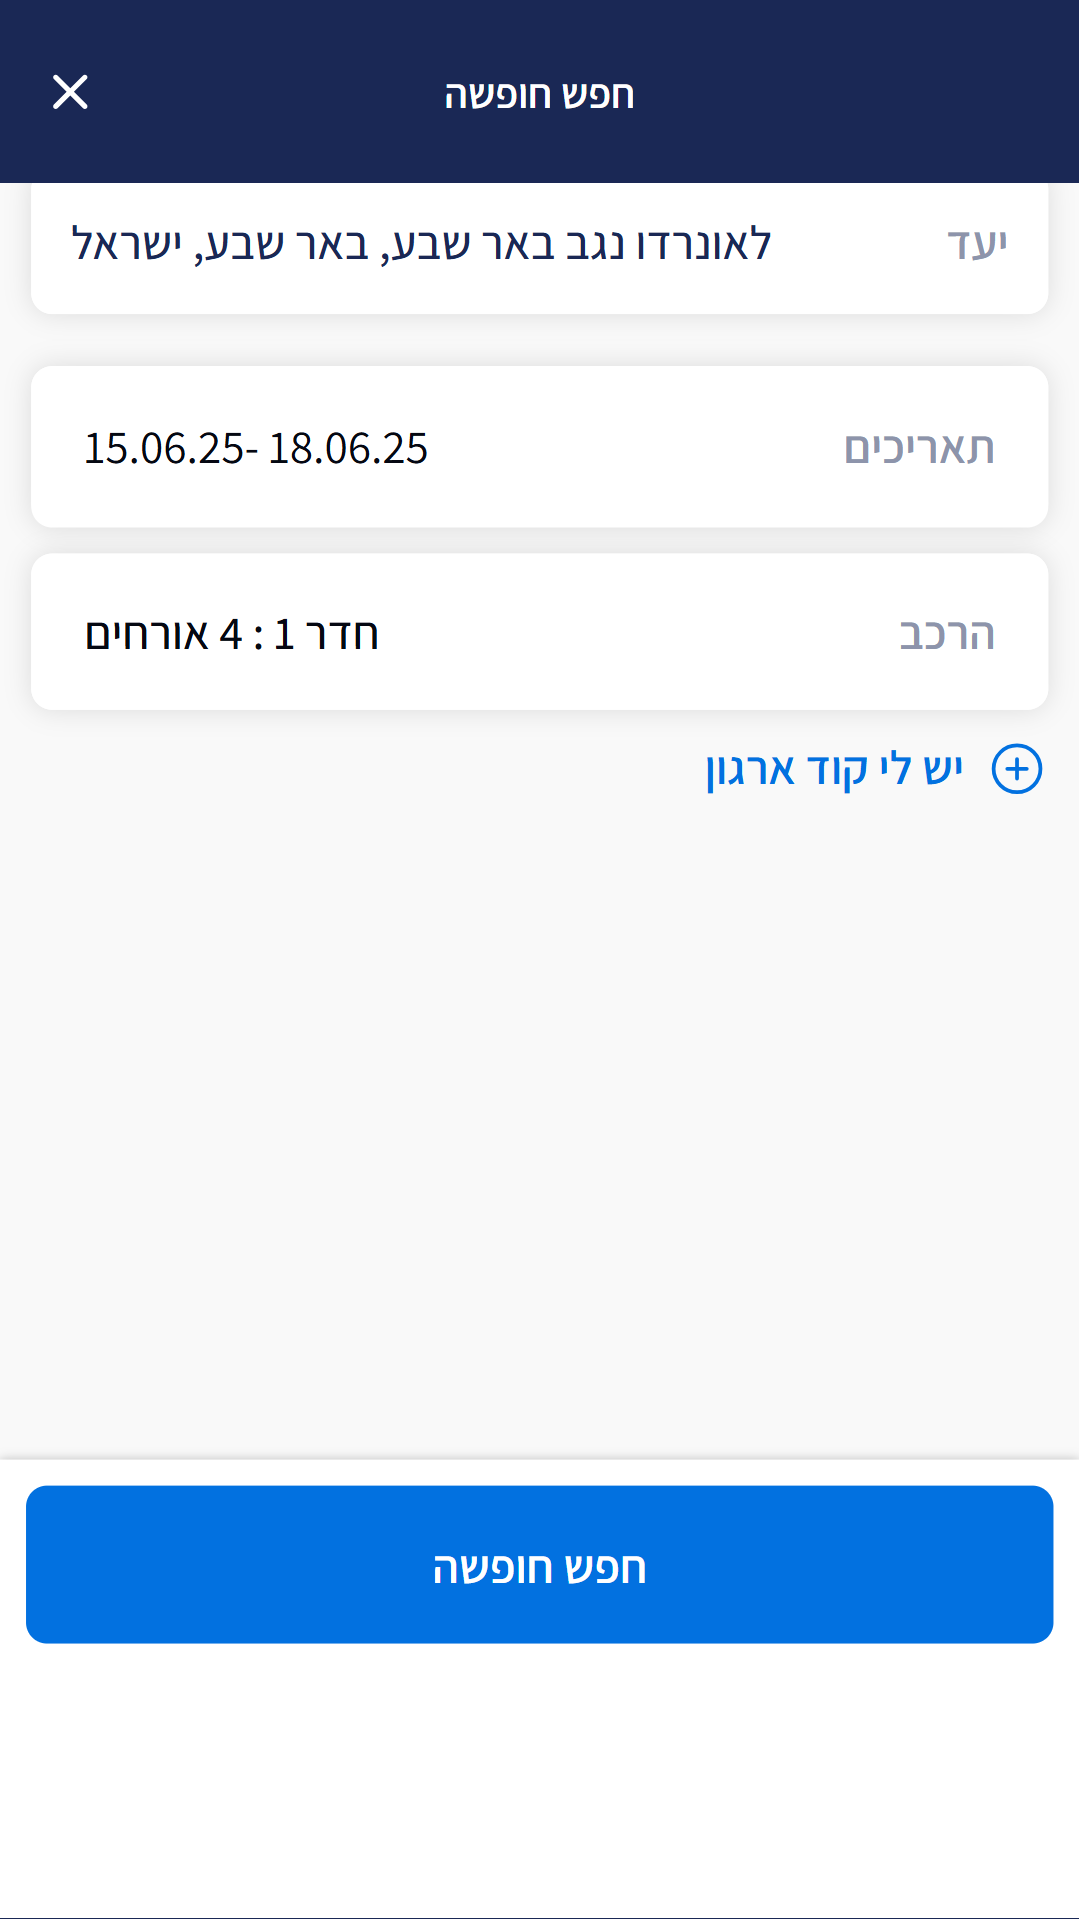 חפש חופשה
יעד
לאונרדו נגב באר שבע, באר שבע, ישראל
תאריכים
15.06.25- 18.06.25
הרכב
חדר 1 : 4 אורחים
יש לי קוד ארגון
חפש חופשה